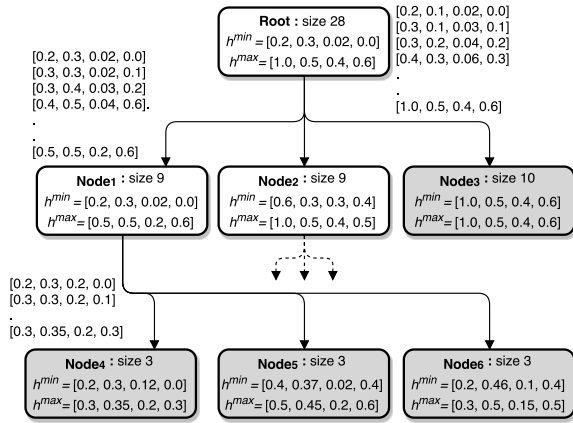 Root : size 28
h^min = [0.2, 0.3, 0.02, 0.0]
h^max = [1.0, 0.5, 0.4, 0.6]
[0.2, 0.1, 0.02, 0.0]
[0.3, 0.1, 0.03, 0.1]
[0.3, 0.2, 0.04, 0.2]
[0.4, 0.3, 0.06, 0.3]
.
.
[1.0, 0.5, 0.4, 0.6]
[0.2, 0.3, 0.02, 0.0]
[0.3, 0.3, 0.02, 0.1]
[0.3, 0.4, 0.03, 0.2]
[0.4, 0.5, 0.04, 0.6].
.
.
[0.5, 0.5, 0.2, 0.6]
Node1 : size 9
h^min = [0.2, 0.3, 0.02, 0.0]
h^max = [0.5, 0.5, 0.2, 0.6]
Node2 : size 9
h^min = [0.6, 0.3, 0.3, 0.4]
h^max = [1.0, 0.5, 0.4, 0.5]
Node3 : size 10
h^min = [1.0, 0.5, 0.4, 0.6]
h^max = [1.0, 0.5, 0.4, 0.6]
[0.2, 0.3, 0.2, 0.0]
[0.3, 0.3, 0.2, 0.1]
.
[0.3, 0.35, 0.2, 0.3]
Node4 : size 3
h^min = [0.2, 0.3, 0.12, 0.0]
h^max = [0.3, 0.35, 0.2, 0.3]
Node5 : size 3
h^min = [0.4, 0.37, 0.02, 0.4]
h^max = [0.5, 0.45, 0.2, 0.6]
Node6 : size 3
h^min = [0.2, 0.46, 0.1, 0.4]
h^max = [0.3, 0.5, 0.15, 0.5]